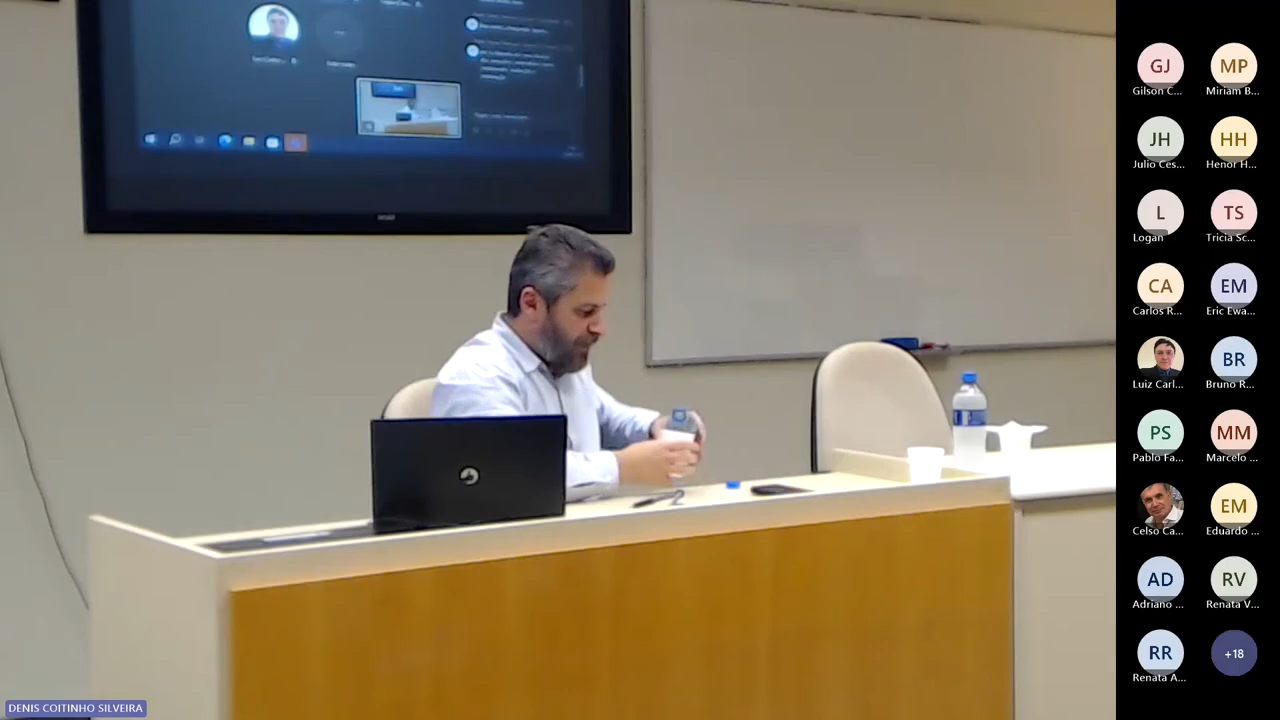 GJ
MP
Gilson C...
Miriam B...
JH
HH
Julio Ces...
Henor H...
L
TS
Logan
Tricia Sc...
CA
EM
Carlos R...
Eric Ewa...
BR
Luiz Carl...
Bruno R...
PS
MM
Pablo Fa...
Marcelo ...
EM
Celso Ca...
Eduardo ...
AD
RV
Adriano ...
Renata V...
RR
+18
Renata A...
DENIS COITINHO SILVEIRA